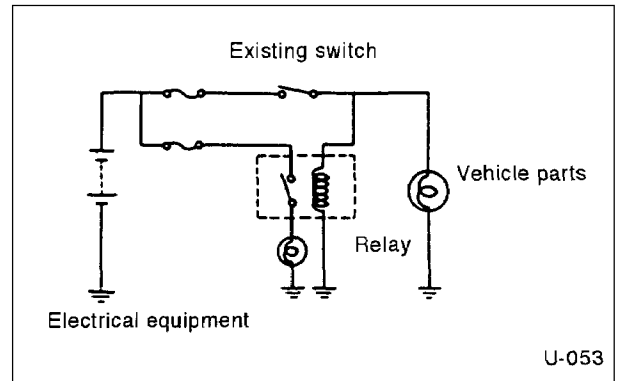 Existing switch
Vehicle parts
Relay
Electrical equipment
U-053